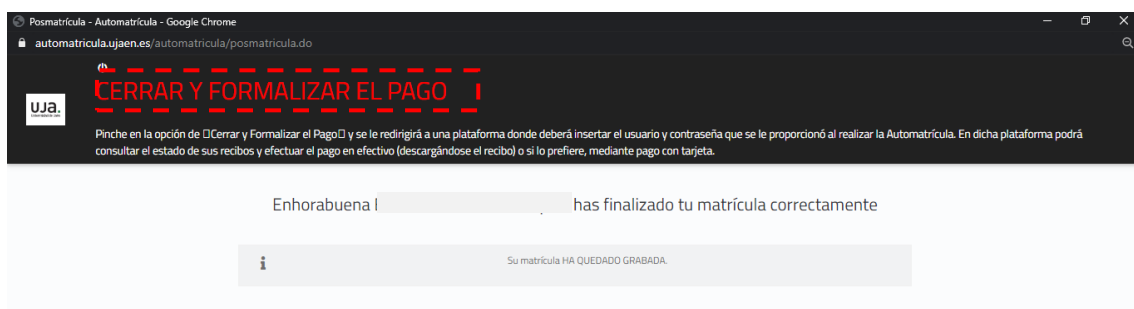 Posmatrícula - Automatrícula - Google Chrome
automatricula.ujaen.es/automatricula/posmatricula.do
CERRAR Y FORMALIZAR EL PAGO
UJa.
Pinche en la opción de □Cerrar y Formalizar el Pago□ y se le redirigirá a una plataforma donde deberá insertar el usuario y contraseña que se le proporcionó al realizar la Automatrícula. En dicha plataforma podrá
consultar el estado de sus recibos y efectuar el pago en efectivo (descargándose el recibo) o si lo prefiere, mediante pago con tarjeta.
Enhorabuena has finalizado tu matrícula correctamente
Su matrícula HA QUEDADO GRABADA.